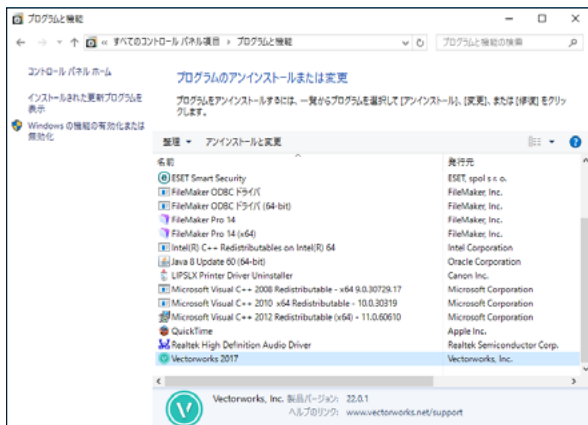 プログラムと機能
« すべてのコントロール パネル項目 › プログラムと機能
プログラムと機能の検索
コントロール パネル ホーム
インストールされた更新プログラムを
表示
Windows の機能の有効化または
無効化
プログラムのアンインストールまたは変更
プログラムをアンインストールするには、一覧からプログラムを選択して [アンインストール]、[変更]、または [修復] をクリッ
クします。
整理 アンインストールと変更
名前 発行元
ESET Smart Security ESET, spol s r. o.
FileMaker ODBC ドライバ FileMaker, Inc.
FileMaker ODBC ドライバ (64-bit) FileMaker, Inc.
FileMaker Pro 14 FileMaker, Inc.
FileMaker Pro 14 (x64) FileMaker, Inc.
Intel(R) C++ Redistributables on Intel(R) 64 Intel Corporation
Java 8 Update 60 (64-bit) Oracle Corporation
LIPSLX Printer Driver Uninstaller Canon Inc.
Microsoft Visual C++ 2008 Redistributable - x64 9.0.30729.17 Microsoft Corporation
Microsoft Visual C++ 2010 x64 Redistributable - 10.0.30319 Microsoft Corporation
Microsoft Visual C++ 2012 Redistributable (x64) - 11.0.60610 Microsoft Corporation
QuickTime Apple Inc.
Realtek High Definition Audio Driver Realtek Semiconductor Corp.
Vectorworks 2017 Vectorworks, Inc.
Vectorworks, Inc. 製品バージョン: 22.0.1
ヘルプのリンク: www.vectorworks.net/support